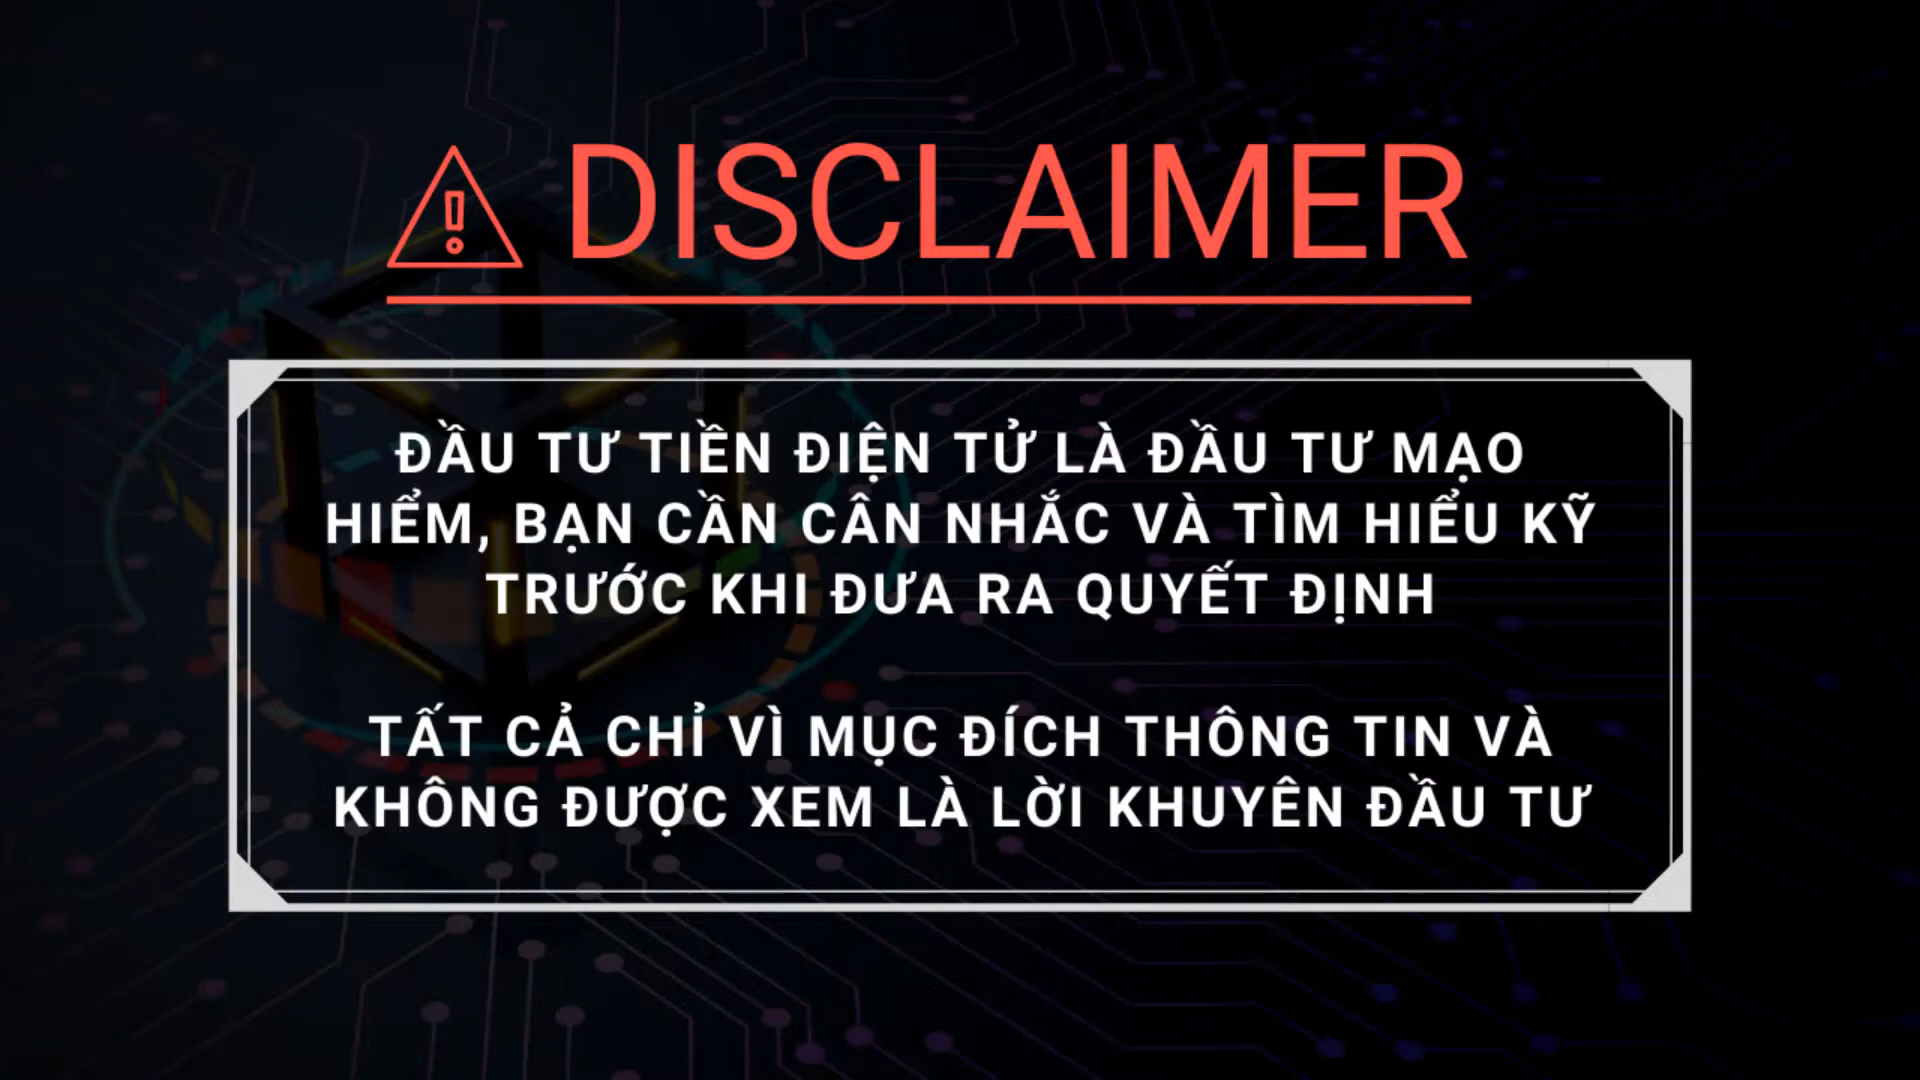 DISCLAIMER
ĐẦU TƯ TIỀN ĐIỆN TỬ LÀ ĐẦU TƯ MẠO
HIỂM, BẠN CẦN CÂN NHẮC VÀ TÌM HIỂU KỸ
TRƯỚC KHI ĐƯA RA QUYẾT ĐỊNH
TẤT CẢ CHỈ VÌ MỤC ĐÍCH THÔNG TIN VÀ
KHÔNG ĐƯỢC XEM LÀ LỜI KHUYÊN ĐẦU TƯ